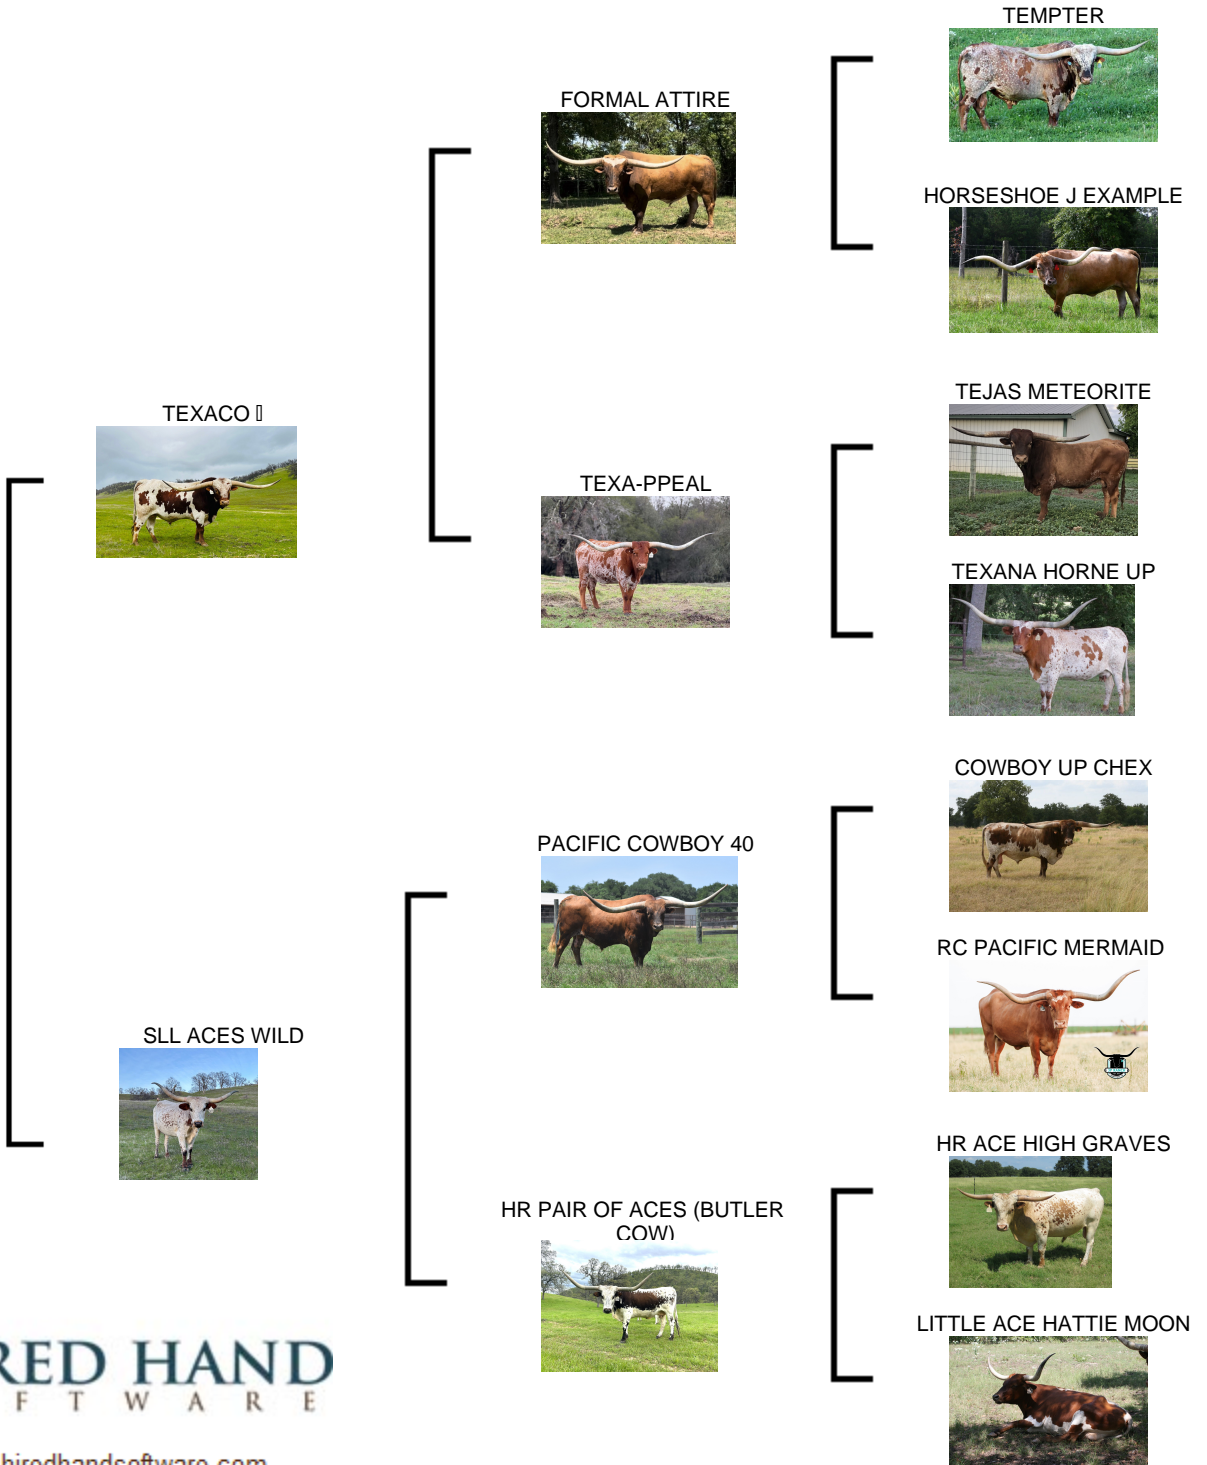 TEMPTER
FORMAL ATTIRE
HORSESHOE J EXAMPLE
TEXACO
TEJAS METEORITE
TEXA-PPEAL
TEXANA HORNE UP
COWBOY UP CHEX
PACIFIC COWBOY 40
RC PACIFIC MERMAID
SLL ACES WILD
HR ACE HIGH GRAVES
HR PAIR OF ACES (BUTLER
COW)
LITTLE ACE HATTIE MOON
RED HAND
F T W A R E
hiredhandsoftware.com